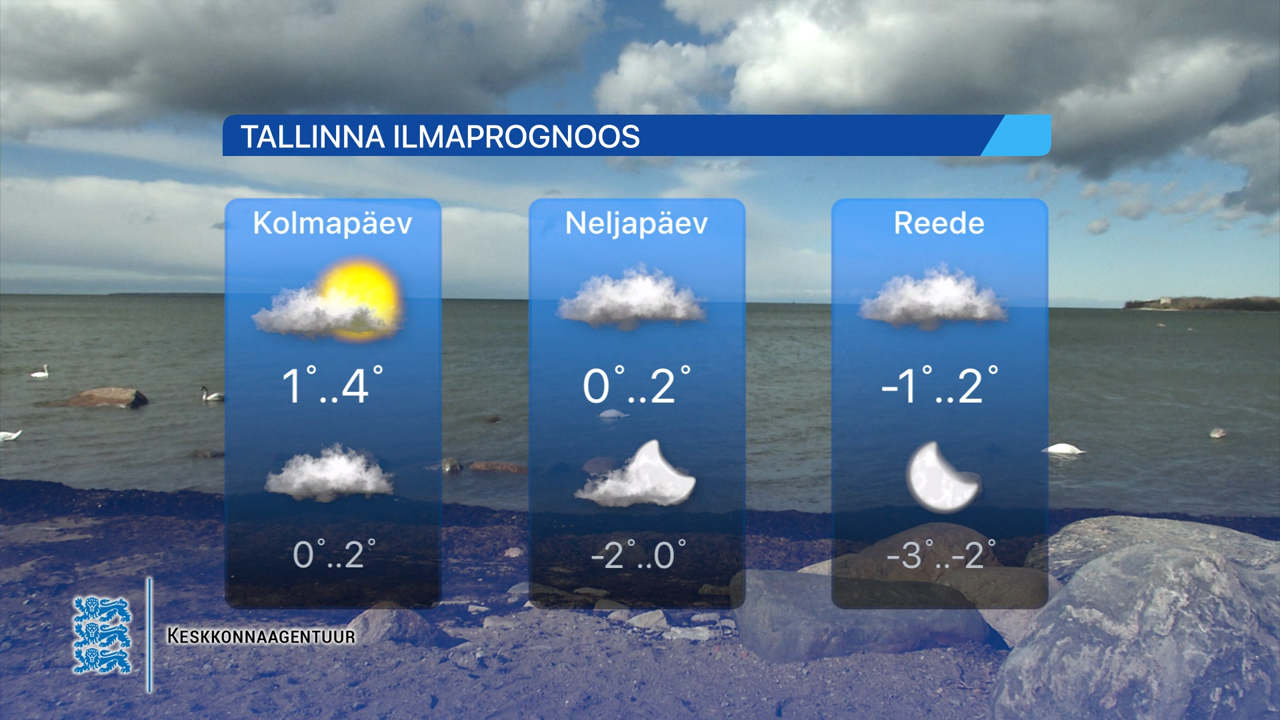 TALLINNA ILMAPROGNOOS
Kolmapäev
1°..4°
0°..2°
Neljapäev
0°..2°
-2°..0°
Reede
-1°..2°
-3°..-2°
KESKKONNAAGENTUUR